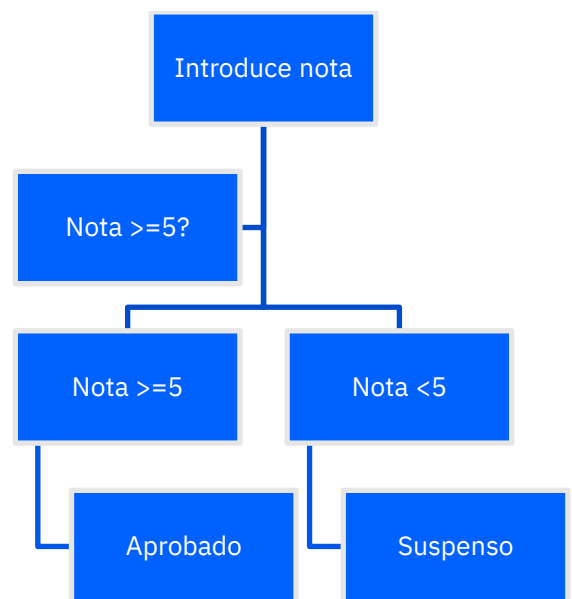 Introduce nota
Nota >=5?
Nota >=5
Nota <5
Aprobado
Suspenso